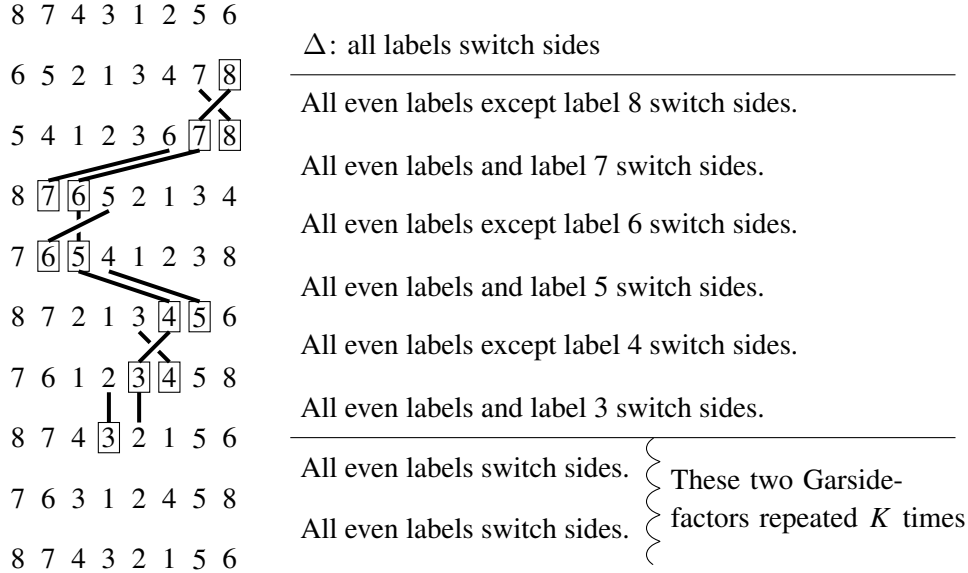 8 7 4 3 1 2 5 6
Δ: all labels switch sides
6 5 2 1 3 4 7 8
All even labels except label 8 switch sides.
5 4 1 2 3 6 7 8
All even labels and label 7 switch sides.
8 7 6 5 2 1 3 4
All even labels except label 6 switch sides.
7 6 5 4 1 2 3 8
All even labels and label 5 switch sides.
8 7 2 1 3 4 5 6
All even labels except label 4 switch sides.
7 6 1 2 3 4 5 8
All even labels and label 3 switch sides.
8 7 4 3 2 1 5 6
All even labels switch sides.
These two Garside-
7 6 3 1 2 4 5 8
factors repeated K times
All even labels switch sides.
8 7 4 3 2 1 5 6